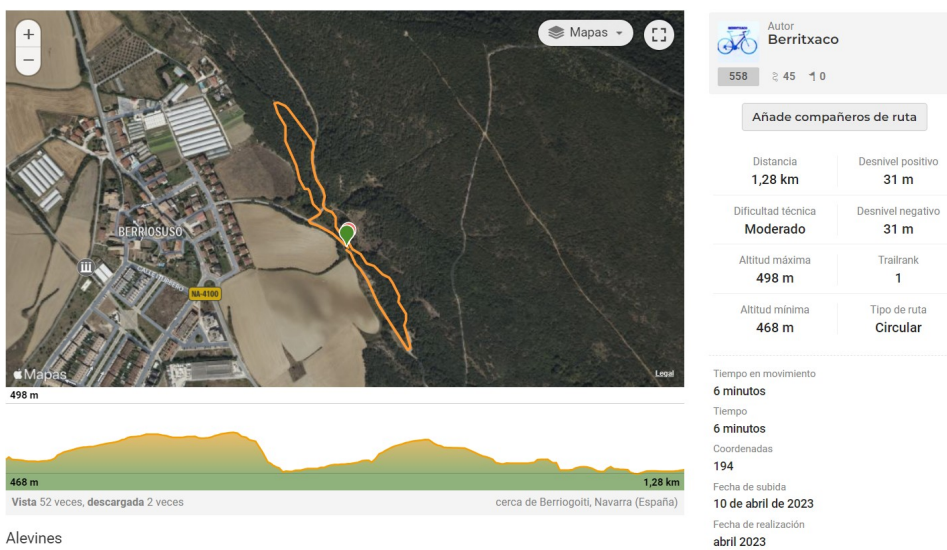 +
−
Mapas
BERRIOSUSO
NA-4100
Mapas
Legal
498 m
468 m
1,28 km
Vista 52 veces, descargada 2 veces
cerca de Berriogoiti, Navarra (España)
Alevines
Autor
Berritxaco
558
45
0
Añade compañeros de ruta
Distancia
1,28 km
Desnivel positivo
31 m
Dificultad técnica
Moderado
Desnivel negativo
31 m
Altitud máxima
498 m
Trailrank
1
Altitud mínima
468 m
Tipo de ruta
Circular
Tiempo en movimiento
6 minutos
Tiempo
6 minutos
Coordenadas
194
Fecha de subida
10 de abril de 2023
Fecha de realización
abril 2023